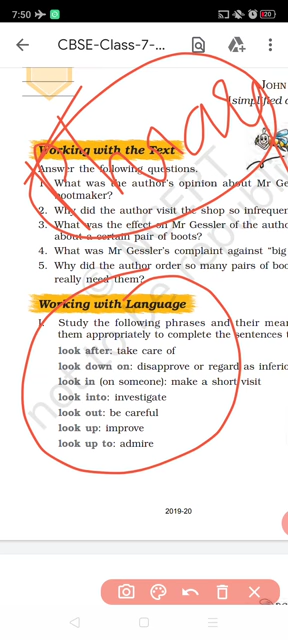 7:50
CBSE-Class-7-...
JOHN
(simplified a
Working with the Text
Answer the following questions.
1. What was the author's opinion about Mr Ge
bootmaker?
2. Why did the author visit the shop so infrequen
3. What was the effect on Mr Gessler of the autho
about a certain pair of boots?
4. What was Mr Gessler's complaint against "big
5. Why did the author order so many pairs of boo
really need them?
Working with Language
I. Study the following phrases and their mean
them appropriately to complete the sentences
look after: take care of
look down on: disapprove or regard as inferio
look in (on someone): make a short visit
look into: investigate
look out: be careful
look up: improve
look up to: admire
2019-20